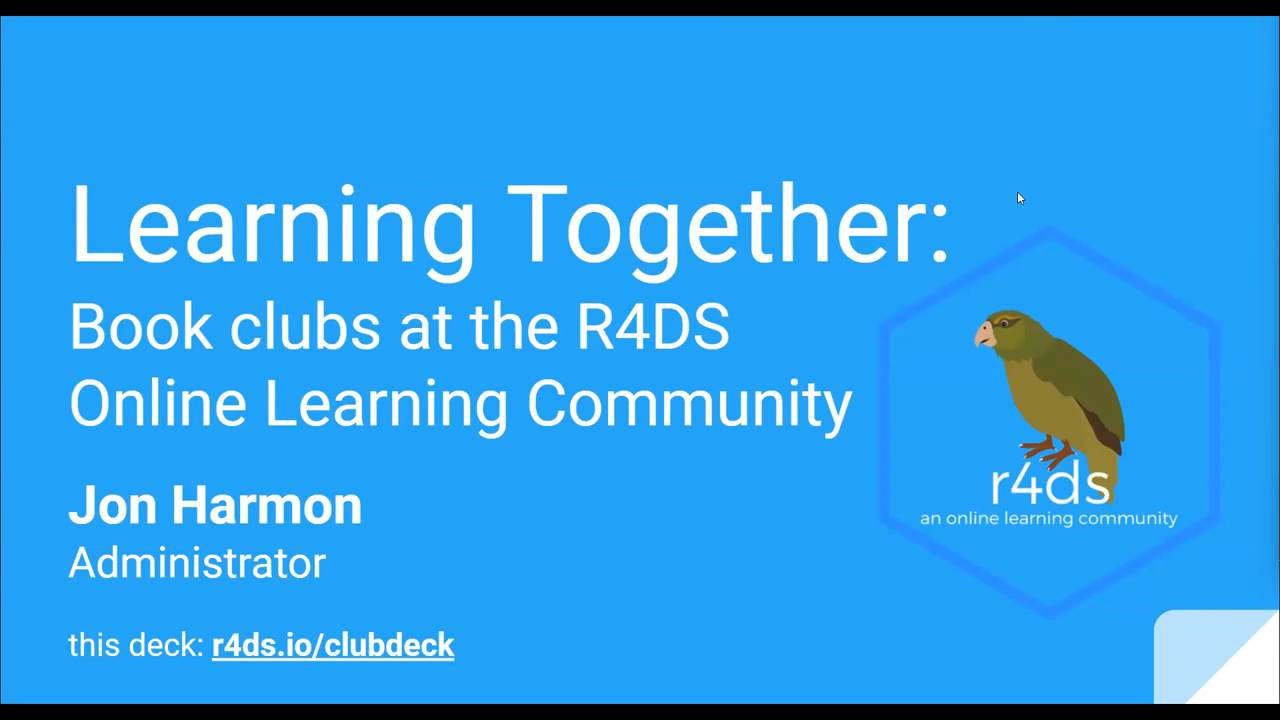 Learning Together:
Book clubs at the R4DS
Online Learning Community
Jon Harmon
Administrator
this deck: r4ds.io/clubdeck
r4ds
an online learning community